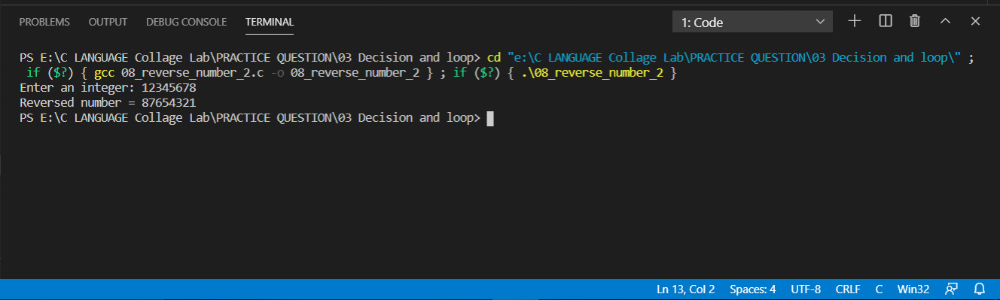 PROBLEMS OUTPUT DEBUG CONSOLE TERMINAL 1: Code
PS E:\C LANGUAGE Collage Lab\PRACTICE QUESTION\03 Decision and loop> cd "e:\C LANGUAGE Collage Lab\PRACTICE QUESTION\03 Decision and loop\" ;
if ($?) { gcc 08_reverse_number_2.c -o 08_reverse_number_2 } ; if ($?) { .\08_reverse_number_2 }
Enter an integer: 12345678
Reversed number = 87654321
PS E:\C LANGUAGE Collage Lab\PRACTICE QUESTION\03 Decision and loop>
Ln 13, Col 2 Spaces: 4 UTF-8 CRLF C Win32